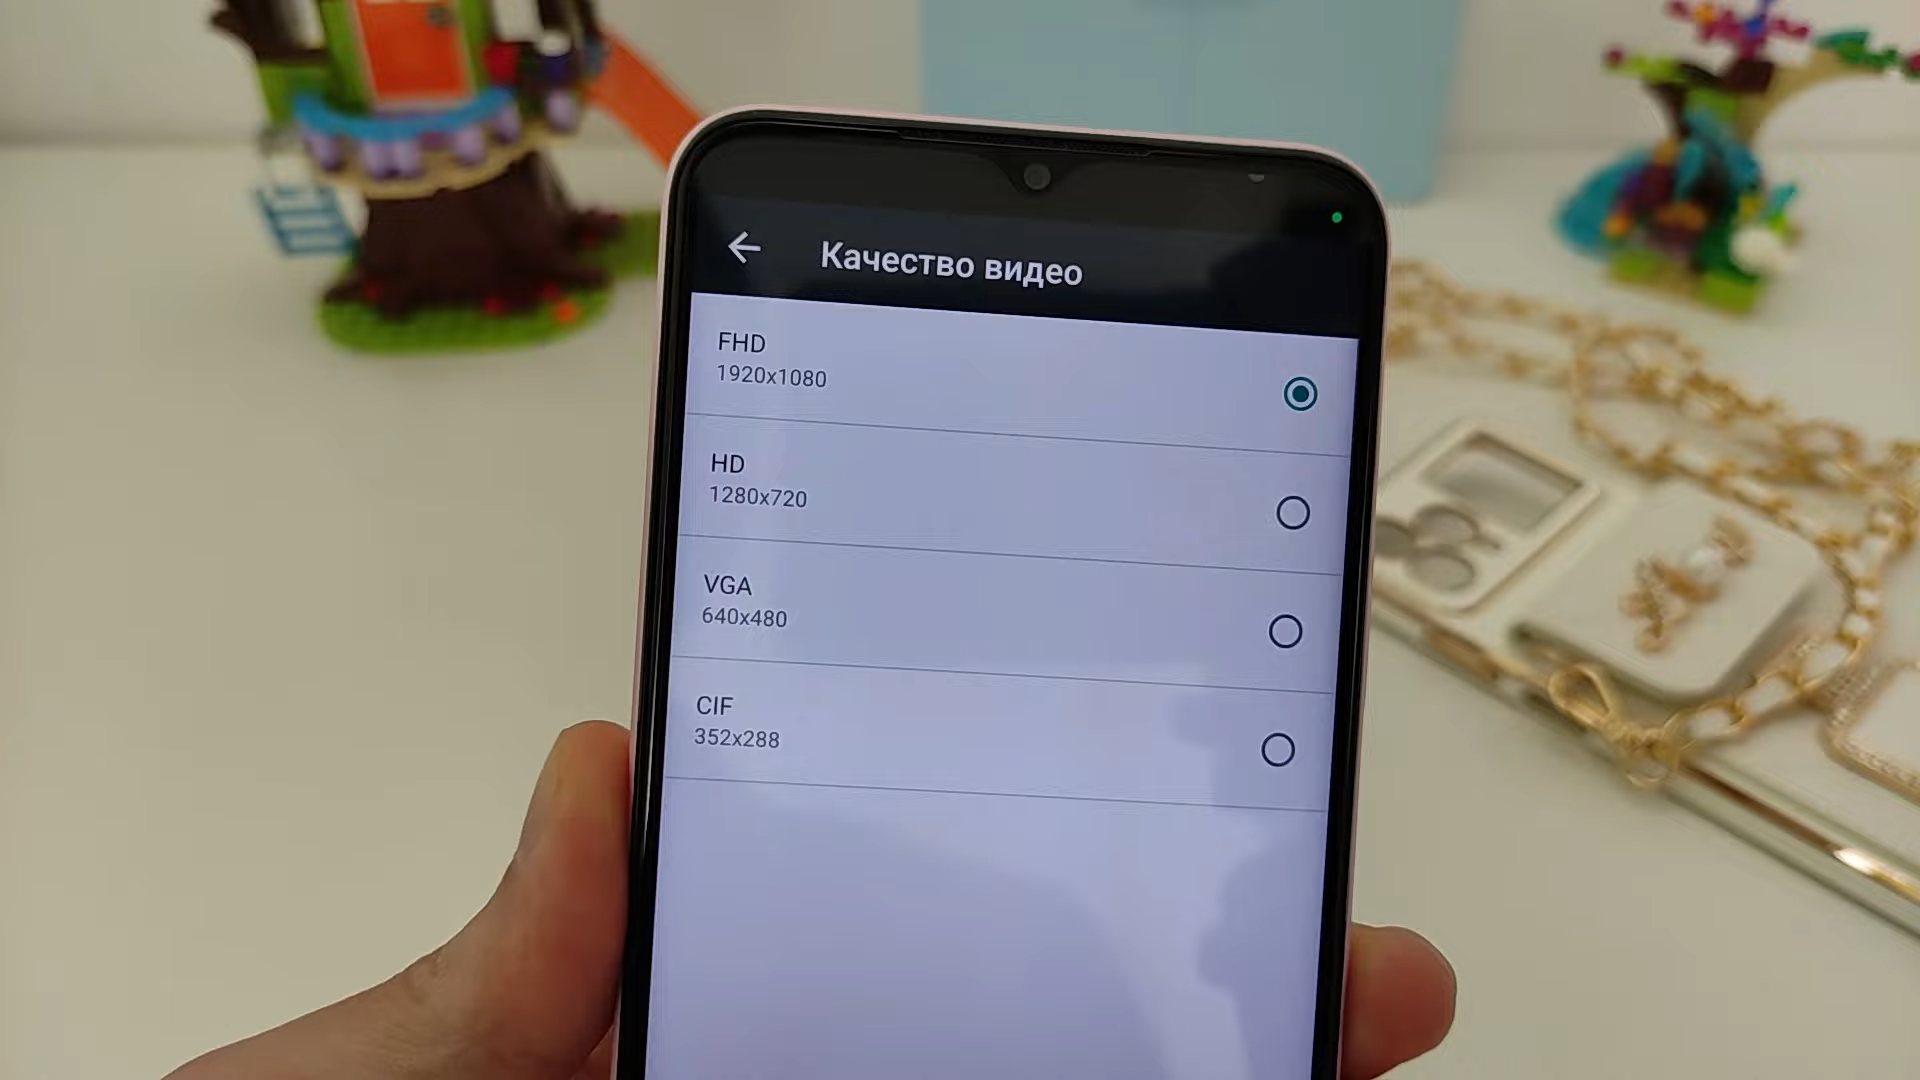 Качество видео
FHD
1920x1080
HD
1280x720
VGA
640x480
CIF
352x288